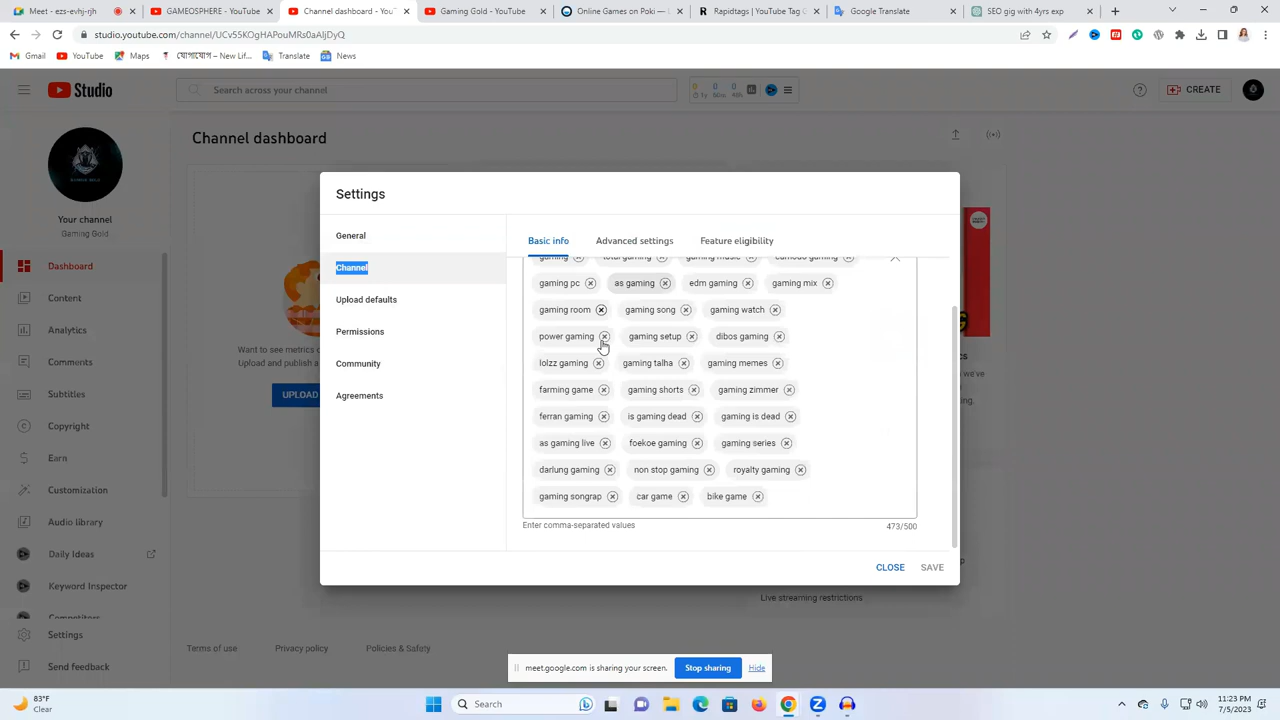 Meet - ezs-evhj-rjh
GAMEOSPHERE - YouTube
Channel dashboard - YouT
Gaming Gold - YouTube
Online Games on Poki -
Rapidtags | YouTube Tag G
Google Translate
SEO gig with 4yrs exp
studio.youtube.com/channel/UCv55KOgHAPouMRs0aAljDyQ
Gmail
YouTube
Maps
যোগাযোগ – New Lif...
Translate
News
Studio
Search across your channel
CREATE
Channel dashboard
Your channel
Gaming Gold
Dashboard
Content
Analytics
Comments
Subtitles
Copyright
Earn
Customization
Audio library
Daily Ideas
Keyword Inspector
Competitors
Settings
Send feedback
Want to see metrics o
Upload and publish a
UPLOAD
Settings
General
Channel
Upload defaults
Permissions
Community
Agreements
Basic info
Advanced settings
Feature eligibility
gaming total gaming gaming music gaming
gaming pc as gaming edm gaming gaming mix
gaming room gaming song gaming watch
power gaming gaming setup dibos gaming
lolzz gaming gaming talha gaming memes
farming game gaming shorts gaming zimmer
ferran gaming is gaming dead gaming is dead
as gaming live foekoe gaming gaming series
darlung gaming non stop gaming royalty gaming
gaming songrap car game bike game
Enter comma-separated values
473/500
CLOSE SAVE
Live streaming restrictions
Terms of use Privacy policy Policies & Safety
meet.google.com is sharing your screen.
Stop sharing
Hide
83°F
Clear
Search
11:23 PM
7/5/2023